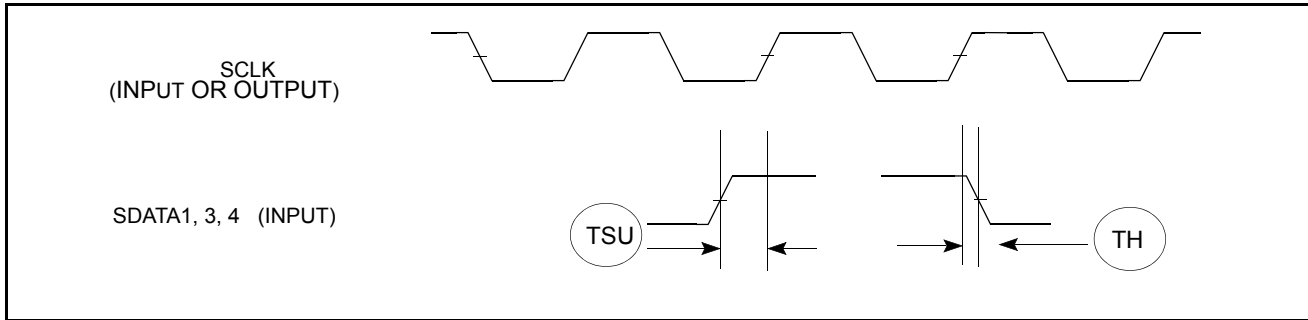 SCLK
(INPUT OR OUTPUT)
SDATA1, 3, 4 (INPUT)
TSU
TH